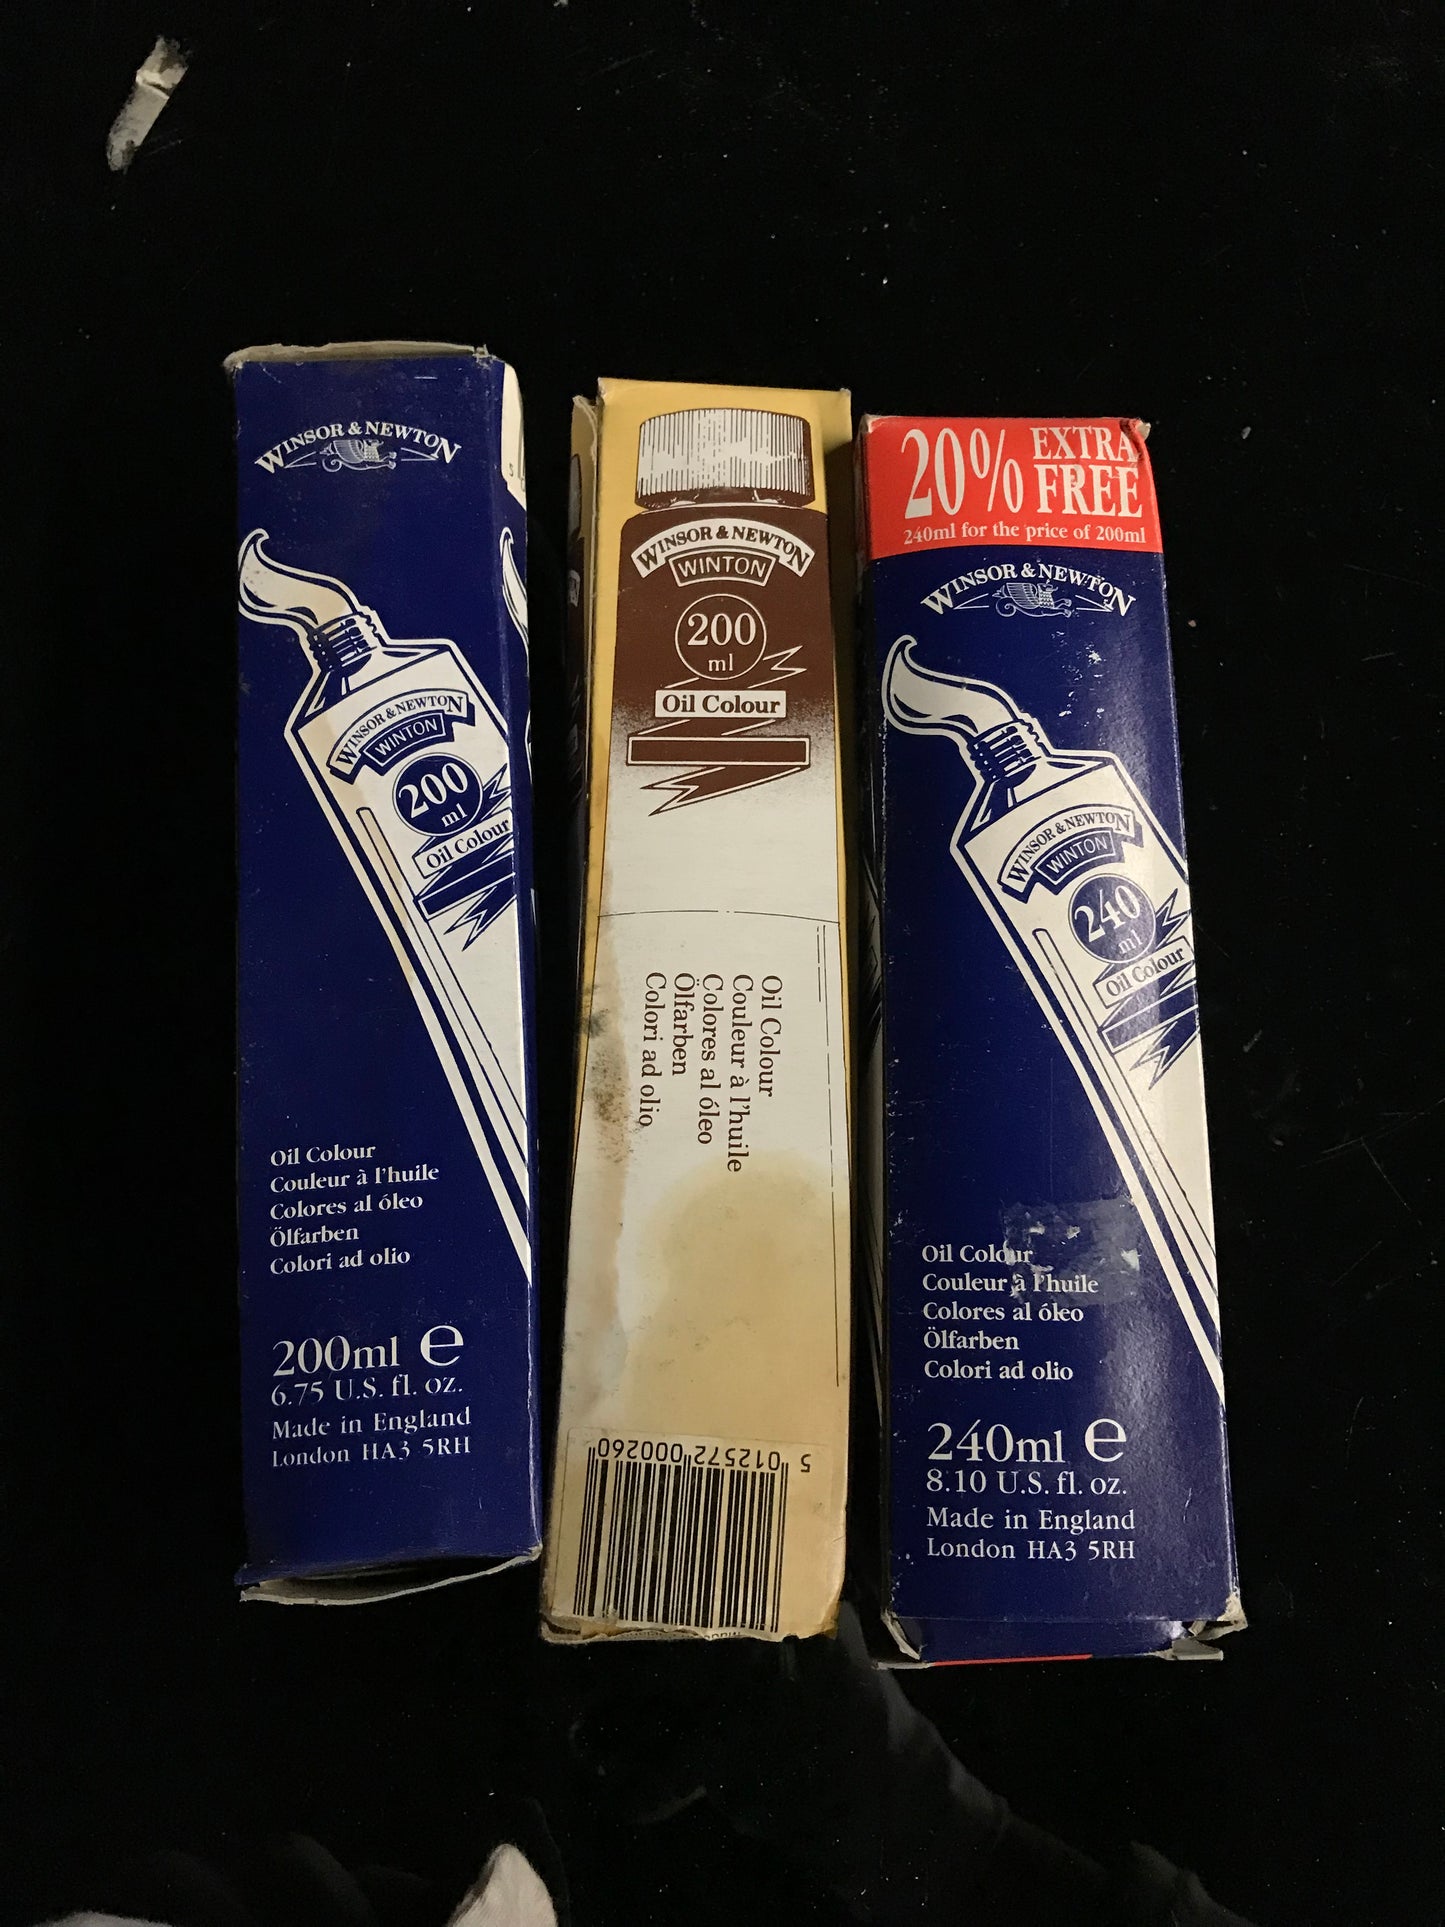 WINSOR & NEWTON
WINSOR & NEWTON
WINTON
200
ml
Oil Colour
Oil Colour
Couleur à l'huile
Colores al óleo
Ölfarben
Colori ad olio
200ml e
6.75 U.S. fl. oz.
Made in England
London HA3 5RH
WINSOR & NEWTON
WINTON
200
ml
Oil Colour
Oil Colour
Couleur à l'huile
Colores al óleo
Ölfarben
Colori ad olio
5 012572 000260
20% EXTRA
FREE
240ml for the price of 200ml
WINSOR & NEWTON
WINSOR & NEWTON
WINTON
240
ml
Oil Colour
Oil Colour
Couleur à l'huile
Colores al óleo
Ölfarben
Colori ad olio
240ml e
8.10 U.S. fl. oz.
Made in England
London HA3 5RH